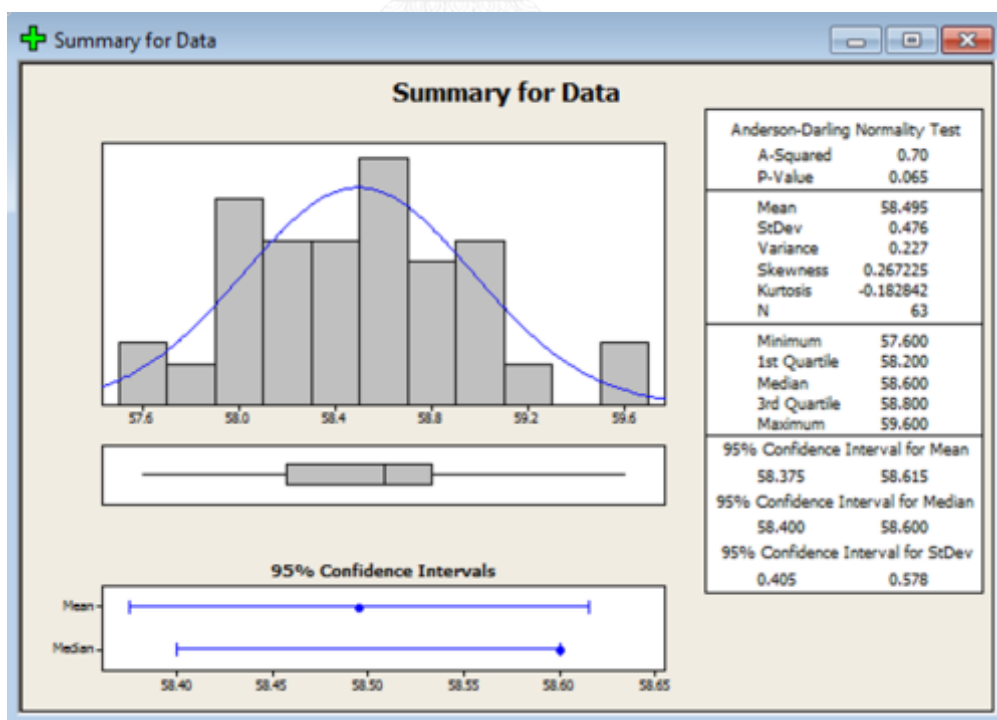 Summary for Data
Summary for Data
57.6 58.0 58.4 58.8 59.2 59.6
95% Confidence Intervals
Mean
Median
58.40 58.45 58.50 58.55 58.60 58.65
Anderson-Darling Normality Test
A-Squared 0.70
P-Value 0.065
Mean 58.495
StDev 0.476
Variance 0.227
Skewness 0.267225
Kurtosis -0.182842
N 63
Minimum 57.600
1st Quartile 58.200
Median 58.600
3rd Quartile 58.800
Maximum 59.600
95% Confidence Interval for Mean
58.375 58.615
95% Confidence Interval for Median
58.400 58.600
95% Confidence Interval for StDev
0.405 0.578